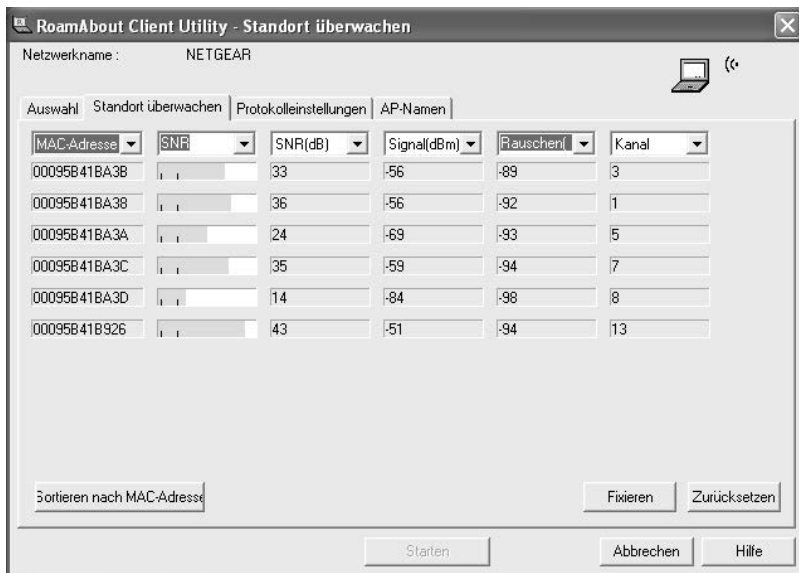 RoamAbout Client Utility - Standort überwachen
Netzwerkname : NETGEAR
Auswahl Standort überwachen Protokolleinstellungen AP-Namen
MAC-Adresse SNR SNR(dB) Signal(dBm) Rauschen( Kanal
00095B41BA3B 33 -56 -89 3
00095B41BA38 36 -56 -92 1
00095B41BA3A 24 -69 -93 5
00095B41BA3C 35 -59 -94 7
00095B41BA3D 14 -84 -98 8
00095B41B926 43 -51 -94 13
Sortieren nach MAC-Adresse Fixieren Zurücksetzen
Starten Abbrechen Hilfe